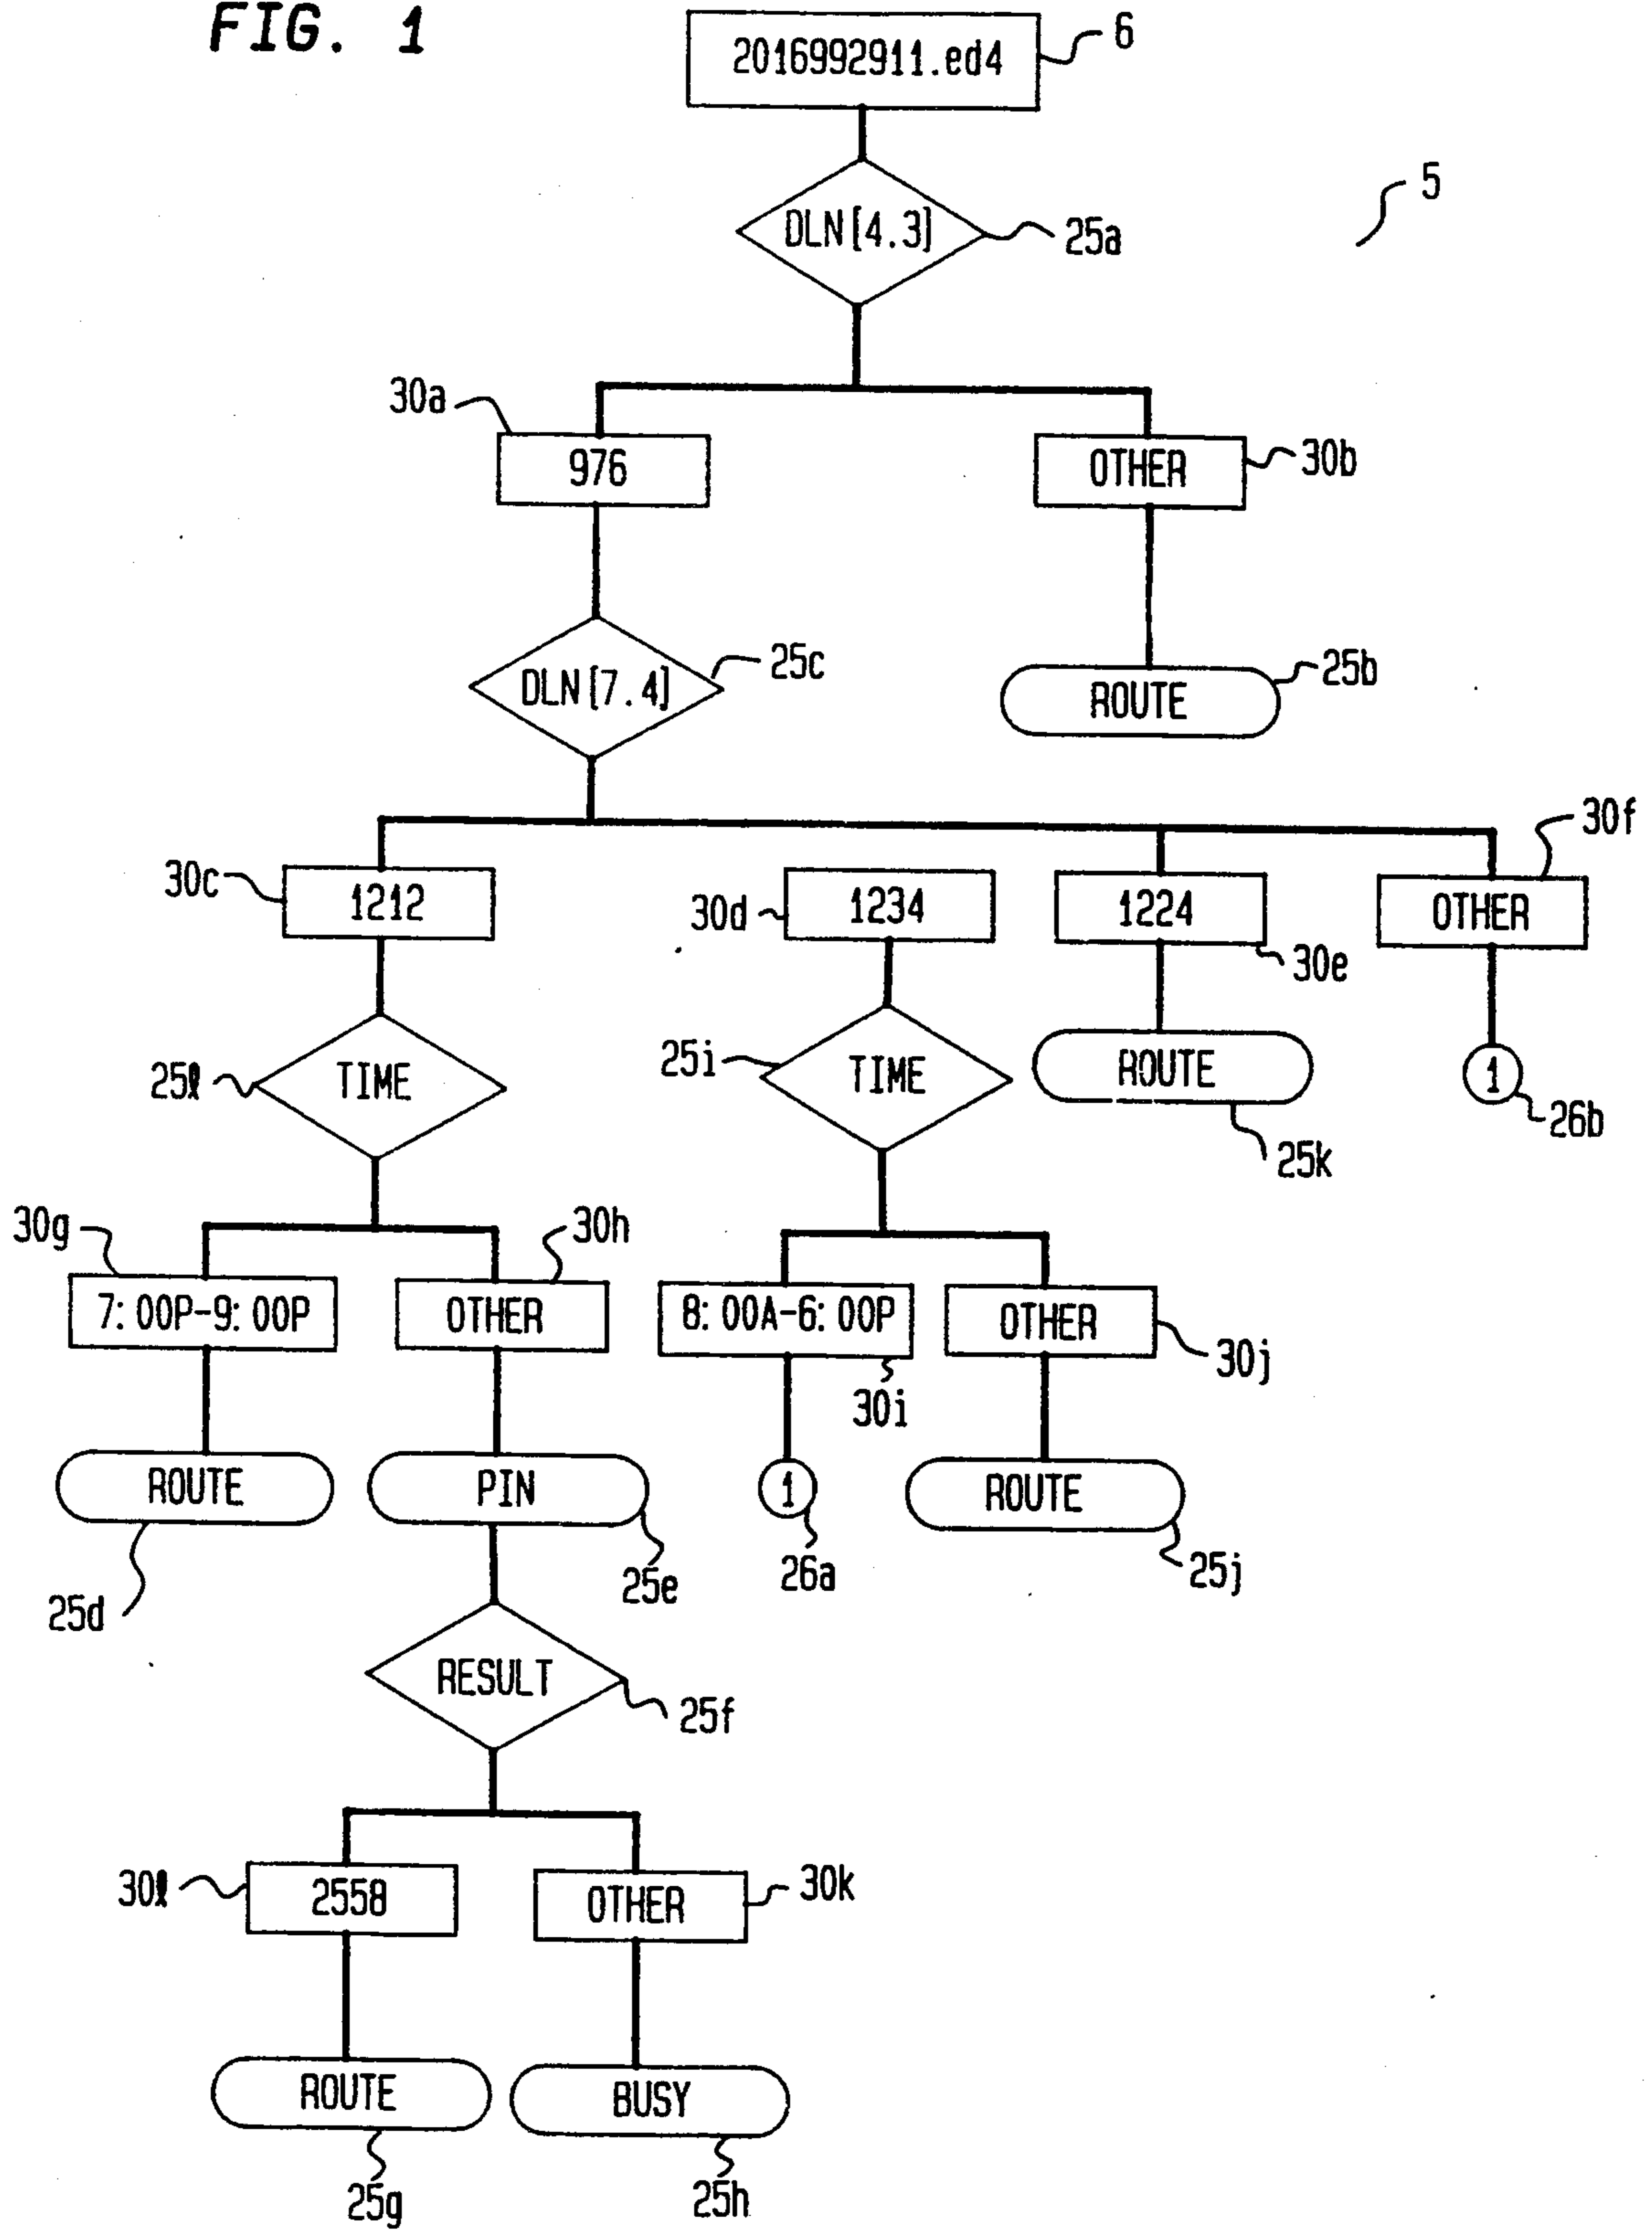 FIG. 1
6
2016992911.ed4
5
DLN[4.3]
25a
30a
976
OTHER
30b
DLN[7.4]
25c
ROUTE
25b
30f
30c
1212
30d
1234
1224
OTHER
30e
25l
TIME
25i
TIME
ROUTE
1
26b
25k
30g
30h
7:00P-9:00P
OTHER
8:00A-6:00P
OTHER
30j
30i
ROUTE
PIN
1
ROUTE
25d
25e
26a
25j
RESULT
25f
30l
2558
OTHER
30k
ROUTE
BUSY
25g
25h